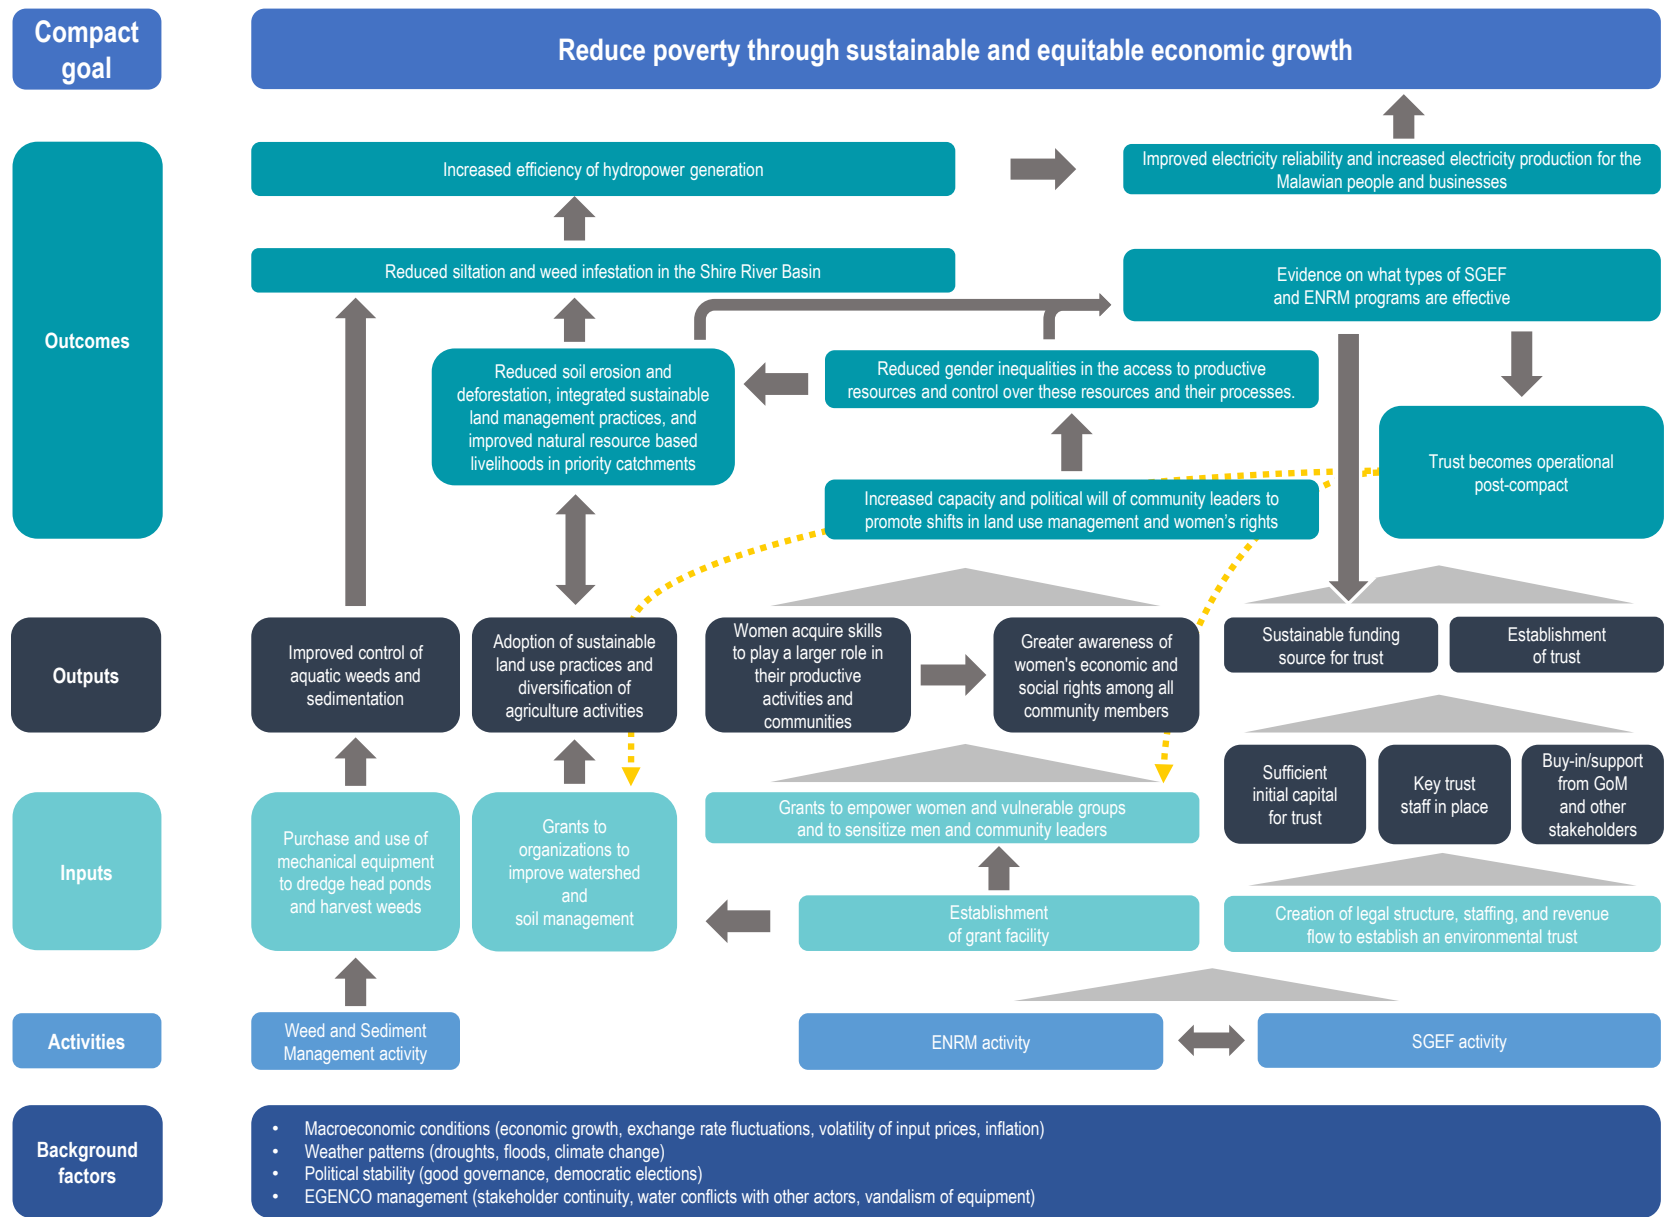 Compact
goal
Reduce poverty through sustainable and equitable economic growth
Outcomes
Increased efficiency of hydropower generation
Improved electricity reliability and increased electricity production for the
Malawian people and businesses
Reduced siltation and weed infestation in the Shire River Basin
Evidence on what types of SGEF
and ENRM programs are effective
Reduced soil erosion and
deforestation, integrated sustainable
land management practices, and
improved natural resource based
livelihoods in priority catchments
Reduced gender inequalities in the access to productive
resources and control over these resources and their processes.
Trust becomes operational
post-compact
Increased capacity and political will of community leaders to
promote shifts in land use management and women’s rights
Outputs
Improved control of
aquatic weeds and
sedimentation
Adoption of sustainable
land use practices and
diversification of
agriculture activities
Women acquire skills
to play a larger role in
their productive
activities and
communities
Greater awareness of
women's economic and
social rights among all
community members
Sustainable funding
source for trust
Establishment
of trust
Sufficient
initial capital
for trust
Key trust
staff in place
Buy-in/support
from GoM
and other
stakeholders
Inputs
Purchase and use of
mechanical equipment
to dredge head ponds
and harvest weeds
Grants to
organizations to
improve watershed
and
soil management
Grants to empower women and vulnerable groups
and to sensitize men and community leaders
Establishment
of grant facility
Creation of legal structure, staffing, and revenue
flow to establish an environmental trust
Activities
Weed and Sediment
Management activity
ENRM activity
SGEF activity
Background
factors
• Macroeconomic conditions (economic growth, exchange rate fluctuations, volatility of input prices, inflation)
• Weather patterns (droughts, floods, climate change)
• Political stability (good governance, democratic elections)
• EGENCO management (stakeholder continuity, water conflicts with other actors, vandalism of equipment)